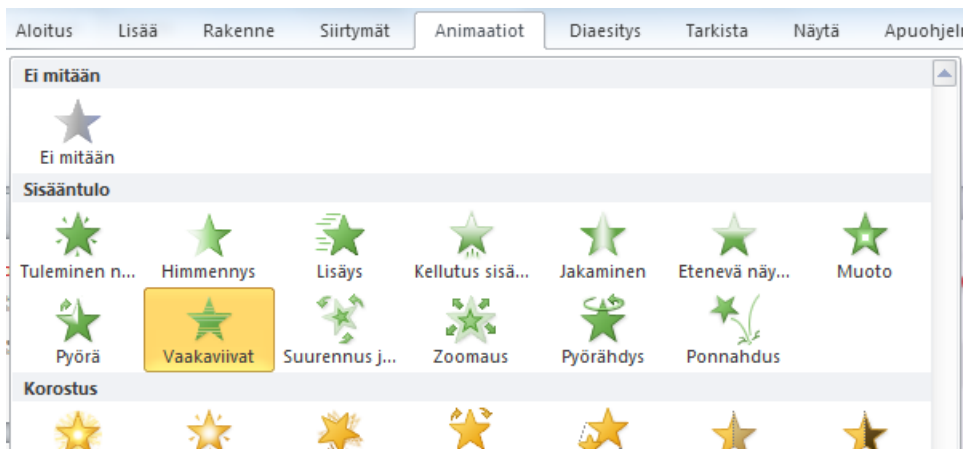 Aloitus Lisää Rakenne Siirtymät Animaatiot Diaesitys Tarkista Näytä Apuohjelm
Ei mitään
Ei mitään
Sisääntulo
Tuleminen n... Himmennys Lisäys Kellutus sisä... Jakaminen Etenevä näy... Muoto
Pyörä Vaakaviivat Suurennus j... Zoomaus Pyörähdys Ponnahdus
Korostus